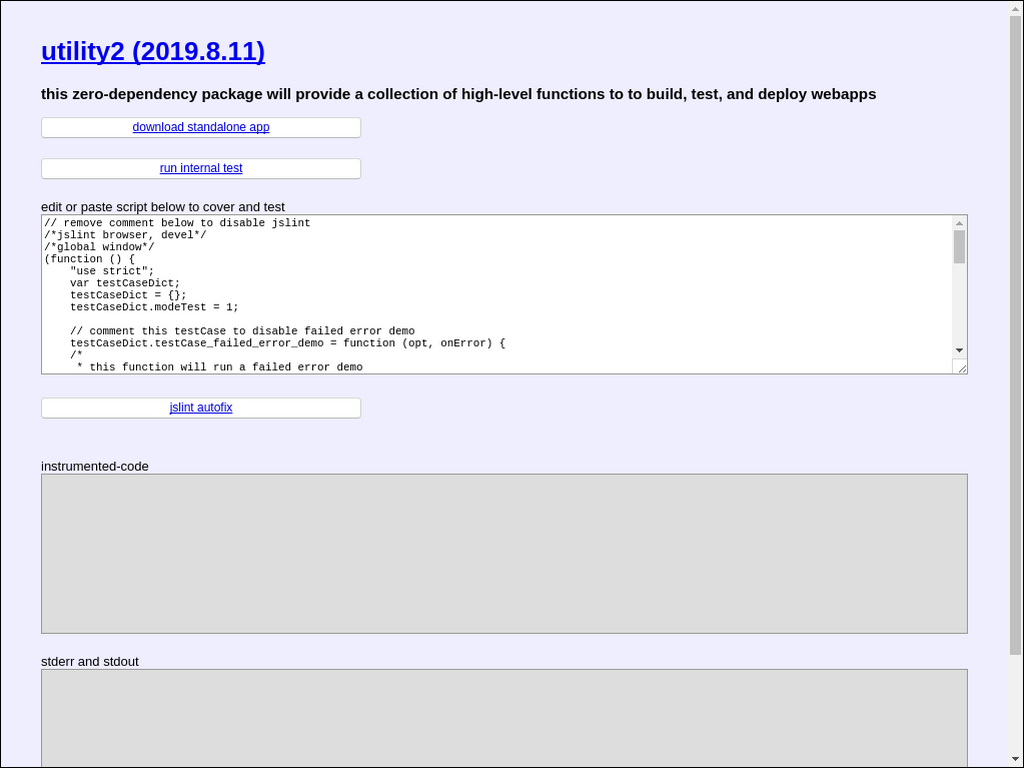 utility2 (2019.8.11)
this zero-dependency package will provide a collection of high-level functions to to build, test, and deploy webapps
download standalone app
run internal test
edit or paste script below to cover and test
// remove comment below to disable jslint
/*jslint browser, devel*/
/*global window*/
(function () {
    "use strict";
    var testCaseDict;
    testCaseDict = {};
    testCaseDict.modeTest = 1;
    // comment this testCase to disable failed error demo
    testCaseDict.testCase_failed_error_demo = function (opt, onError) {
    /*
     * this function will run a failed error demo
jslint autofix
instrumented-code
stderr and stdout